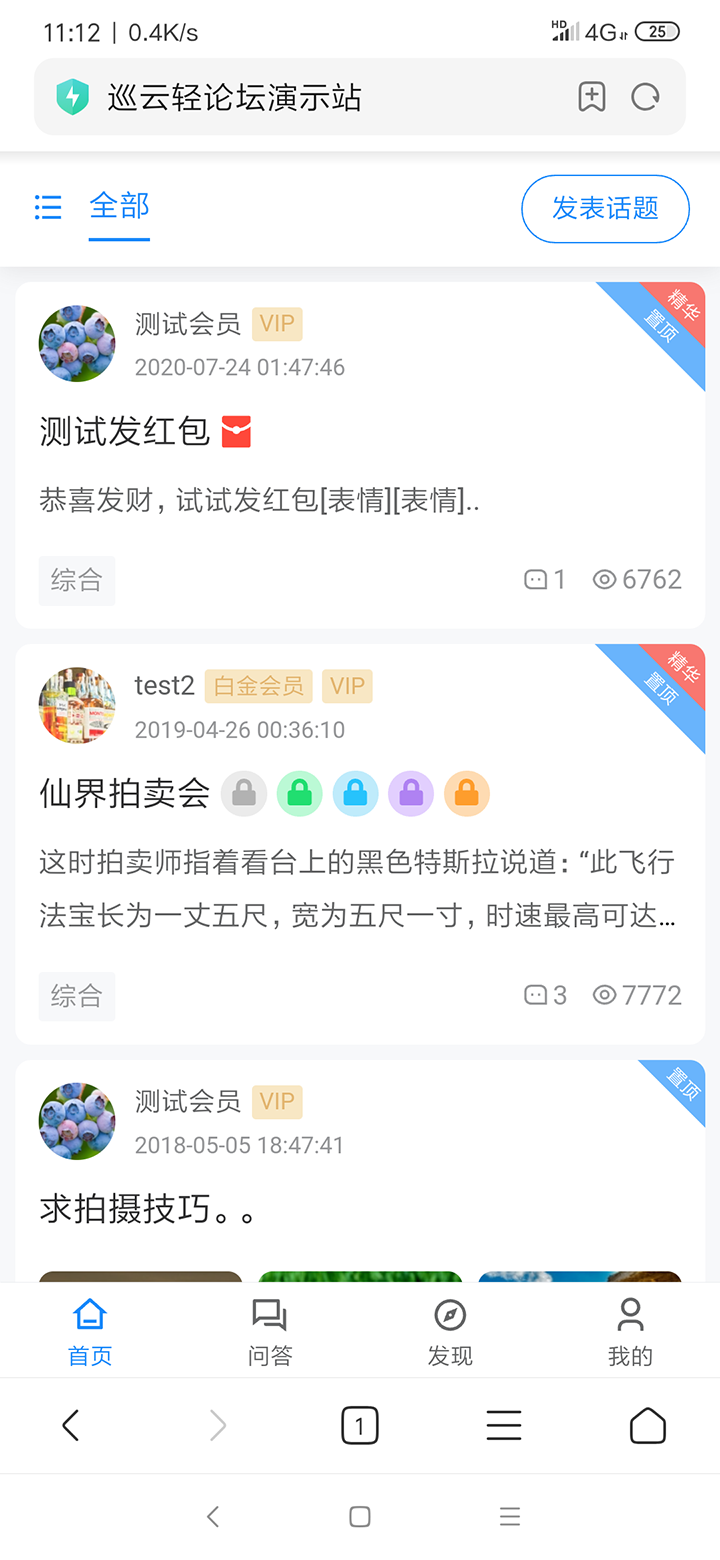 11:12 | 0.4K/s HD 4G 25
巡云轻论坛演示站
全部 发表话题
测试会员 VIP 精华 置顶
2020-07-24 01:47:46
测试发红包
恭喜发财，试试发红包[表情][表情]..
综合 1 6762
test2 白金会员 VIP 精华 置顶
2019-04-26 00:36:10
仙界拍卖会
这时拍卖师指着看台上的黑色特斯拉说道：“此飞行
法宝长为一丈五尺，宽为五尺一寸，时速最高可达...
综合 3 7772
测试会员 VIP 置顶
2018-05-05 18:47:41
求拍摄技巧。。
首页 问答 发现 我的
1